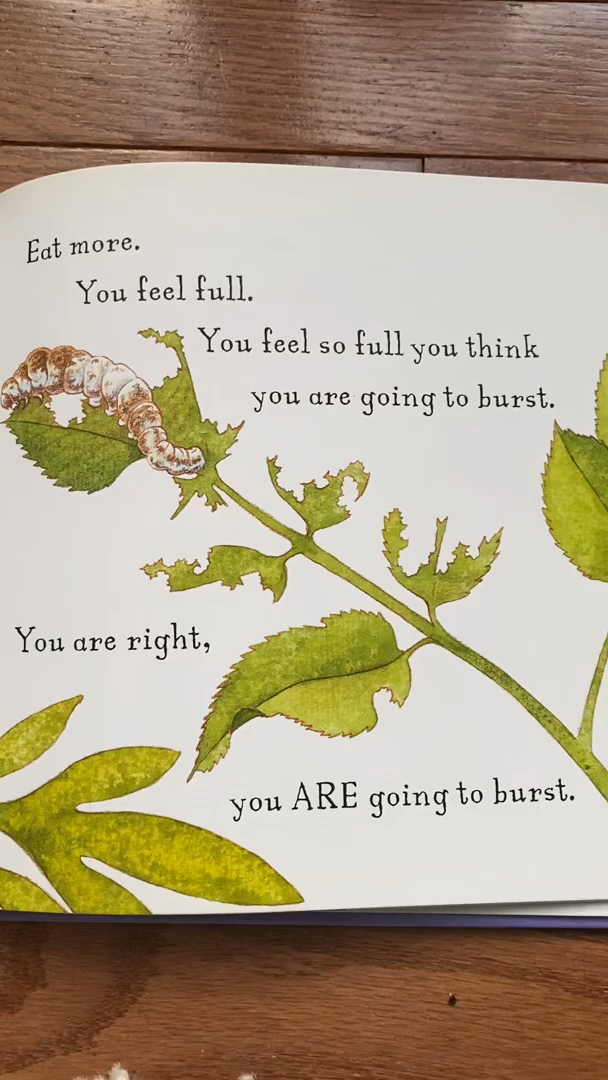 Eat more.
You feel full.
You feel so full you think
you are going to burst.
You are right,
you ARE going to burst.